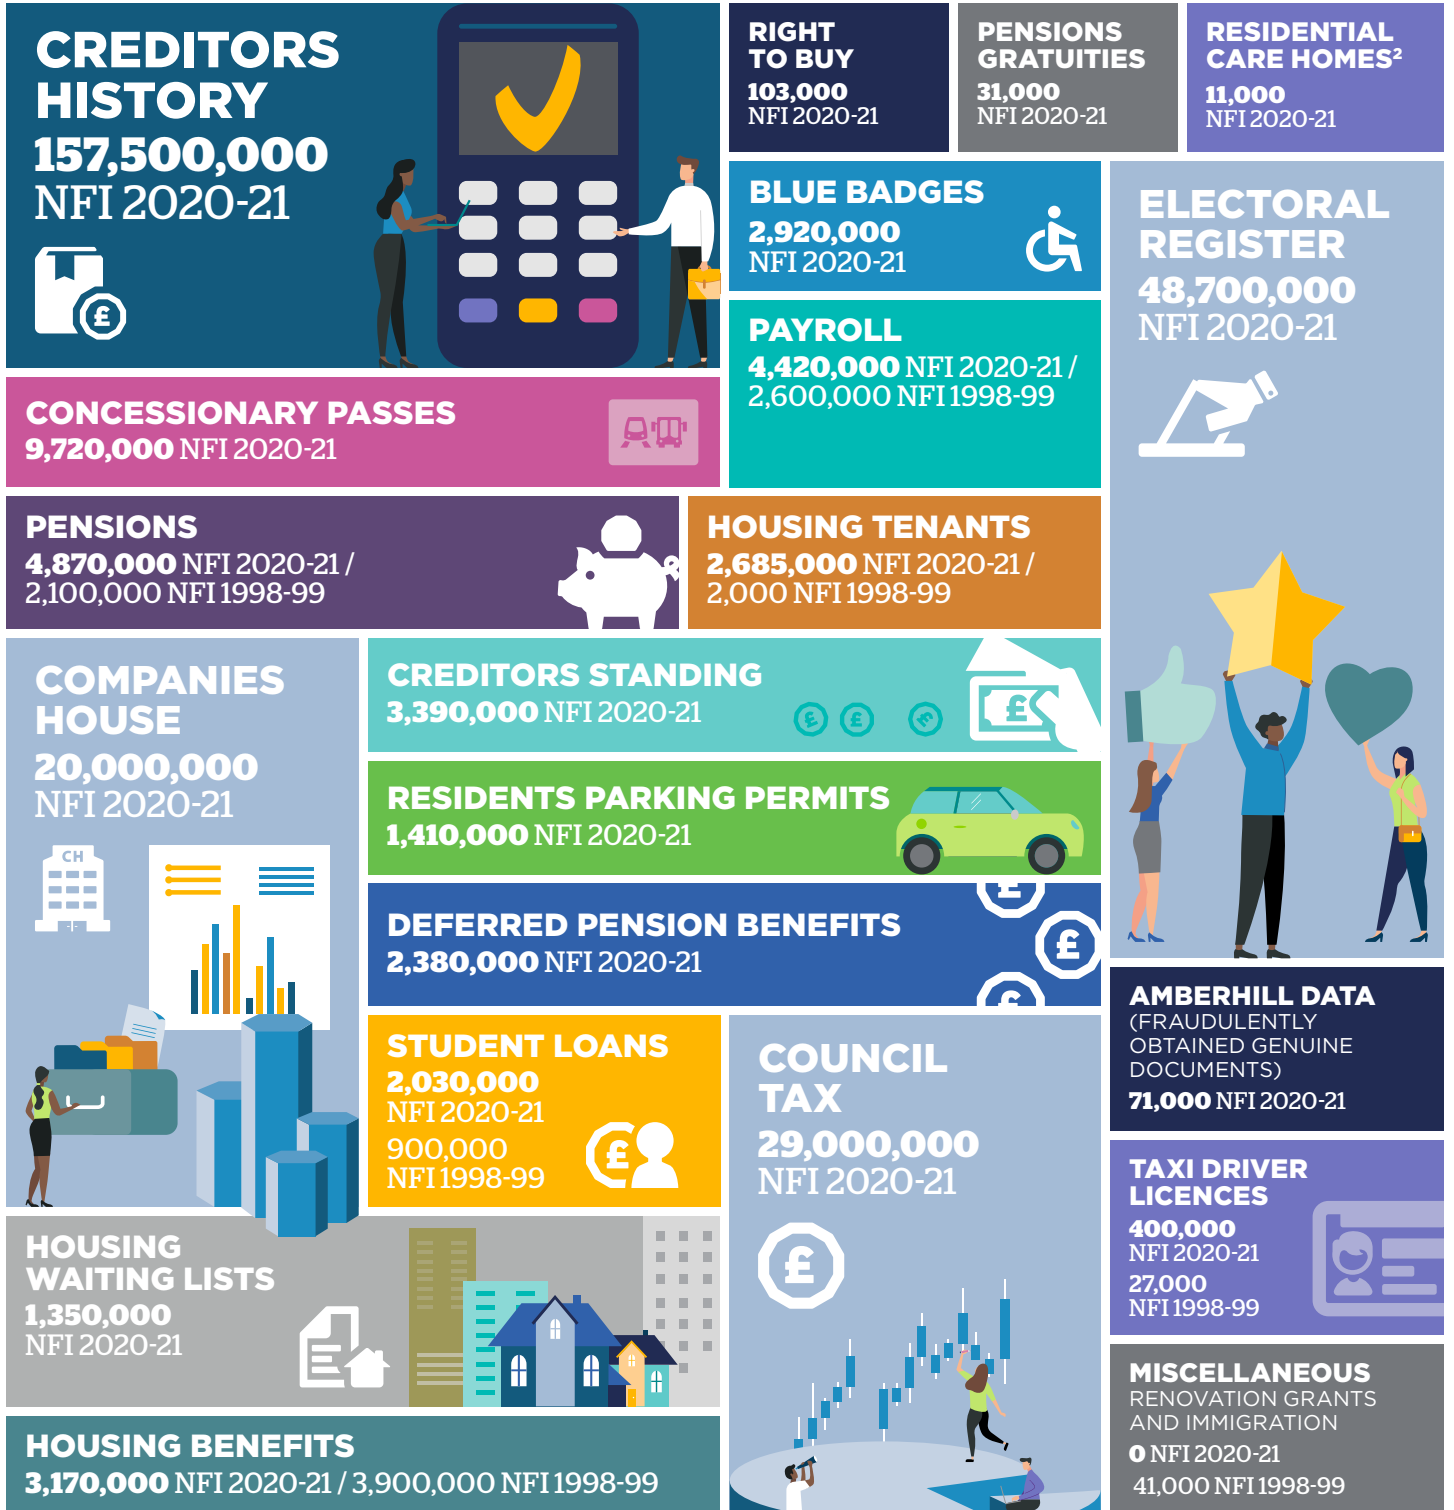 CREDITORS
HISTORY
157,500,000
NFI 2020-21
£
RIGHT
TO BUY
103,000
NFI 2020-21
PENSIONS
GRATUITIES
31,000
NFI 2020-21
RESIDENTIAL
CARE HOMES²
11,000
NFI 2020-21
BLUE BADGES
2,920,000
NFI 2020-21
ELECTORAL
REGISTER
48,700,000
NFI 2020-21
PAYROLL
4,420,000 NFI 2020-21 /
2,600,000 NFI 1998-99
CONCESSIONARY PASSES
9,720,000 NFI 2020-21
PENSIONS
4,870,000 NFI 2020-21 /
2,100,000 NFI 1998-99
HOUSING TENANTS
2,685,000 NFI 2020-21 /
2,000 NFI 1998-99
COMPANIES
HOUSE
20,000,000
NFI 2020-21
CH
CREDITORS STANDING
3,390,000 NFI 2020-21
£ £ £ £
RESIDENTS PARKING PERMITS
1,410,000 NFI 2020-21
DEFERRED PENSION BENEFITS
2,380,000 NFI 2020-21
£
£
£
STUDENT LOANS
2,030,000
NFI 2020-21
900,000
NFI 1998-99
£
COUNCIL
TAX
29,000,000
NFI 2020-21
£
AMBERHILL DATA
(FRAUDULENTLY
OBTAINED GENUINE
DOCUMENTS)
71,000 NFI 2020-21
TAXI DRIVER
LICENCES
400,000
NFI 2020-21
27,000
NFI 1998-99
HOUSING
WAITING LISTS
1,350,000
NFI 2020-21
MISCELLANEOUS
RENOVATION GRANTS
AND IMMIGRATION
0 NFI 2020-21
41,000 NFI 1998-99
HOUSING BENEFITS
3,170,000 NFI 2020-21 / 3,900,000 NFI 1998-99